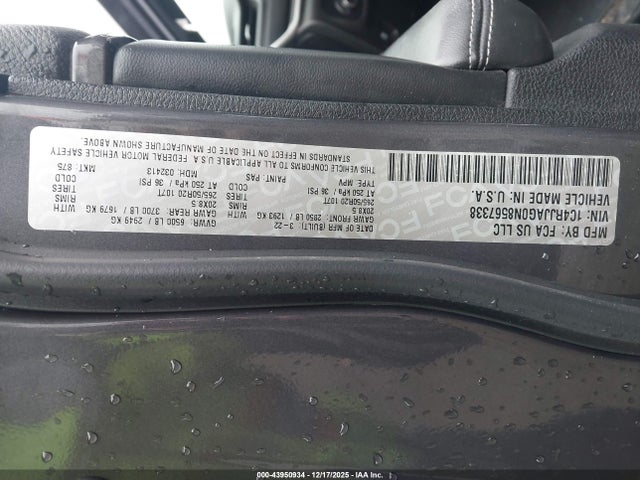 MFD BY: FCA US LLC
VIN: 1C4RJJAG0N8567338
VEHICLE MADE IN: U.S.A.
DATE OF MFR (BUILT): 3-22
GVWR: 6500 LB / 2949 KG
GAWR FRONT: 2850 LB / 1293 KG WITH
GAWR REAR: 3700 LB / 1679 KG WITH
20X8.5 RIMS
20X8.5 RIMS
265/50R20 107T TIRES
265/50R20 107T TIRES
AT 250 kPa / 36 PSI COLD
AT 250 kPa / 36 PSI COLD
TYPE: MPV
PAINT: PAS
MDH: 032413
MKT: 875
THIS VEHICLE CONFORMS TO ALL APPLICABLE U.S.A. FEDERAL MOTOR VEHICLE SAFETY
STANDARDS IN EFFECT ON THE DATE OF MANUFACTURE SHOWN ABOVE.
000-43950934 - 12/17/2025 - IAAI.COM